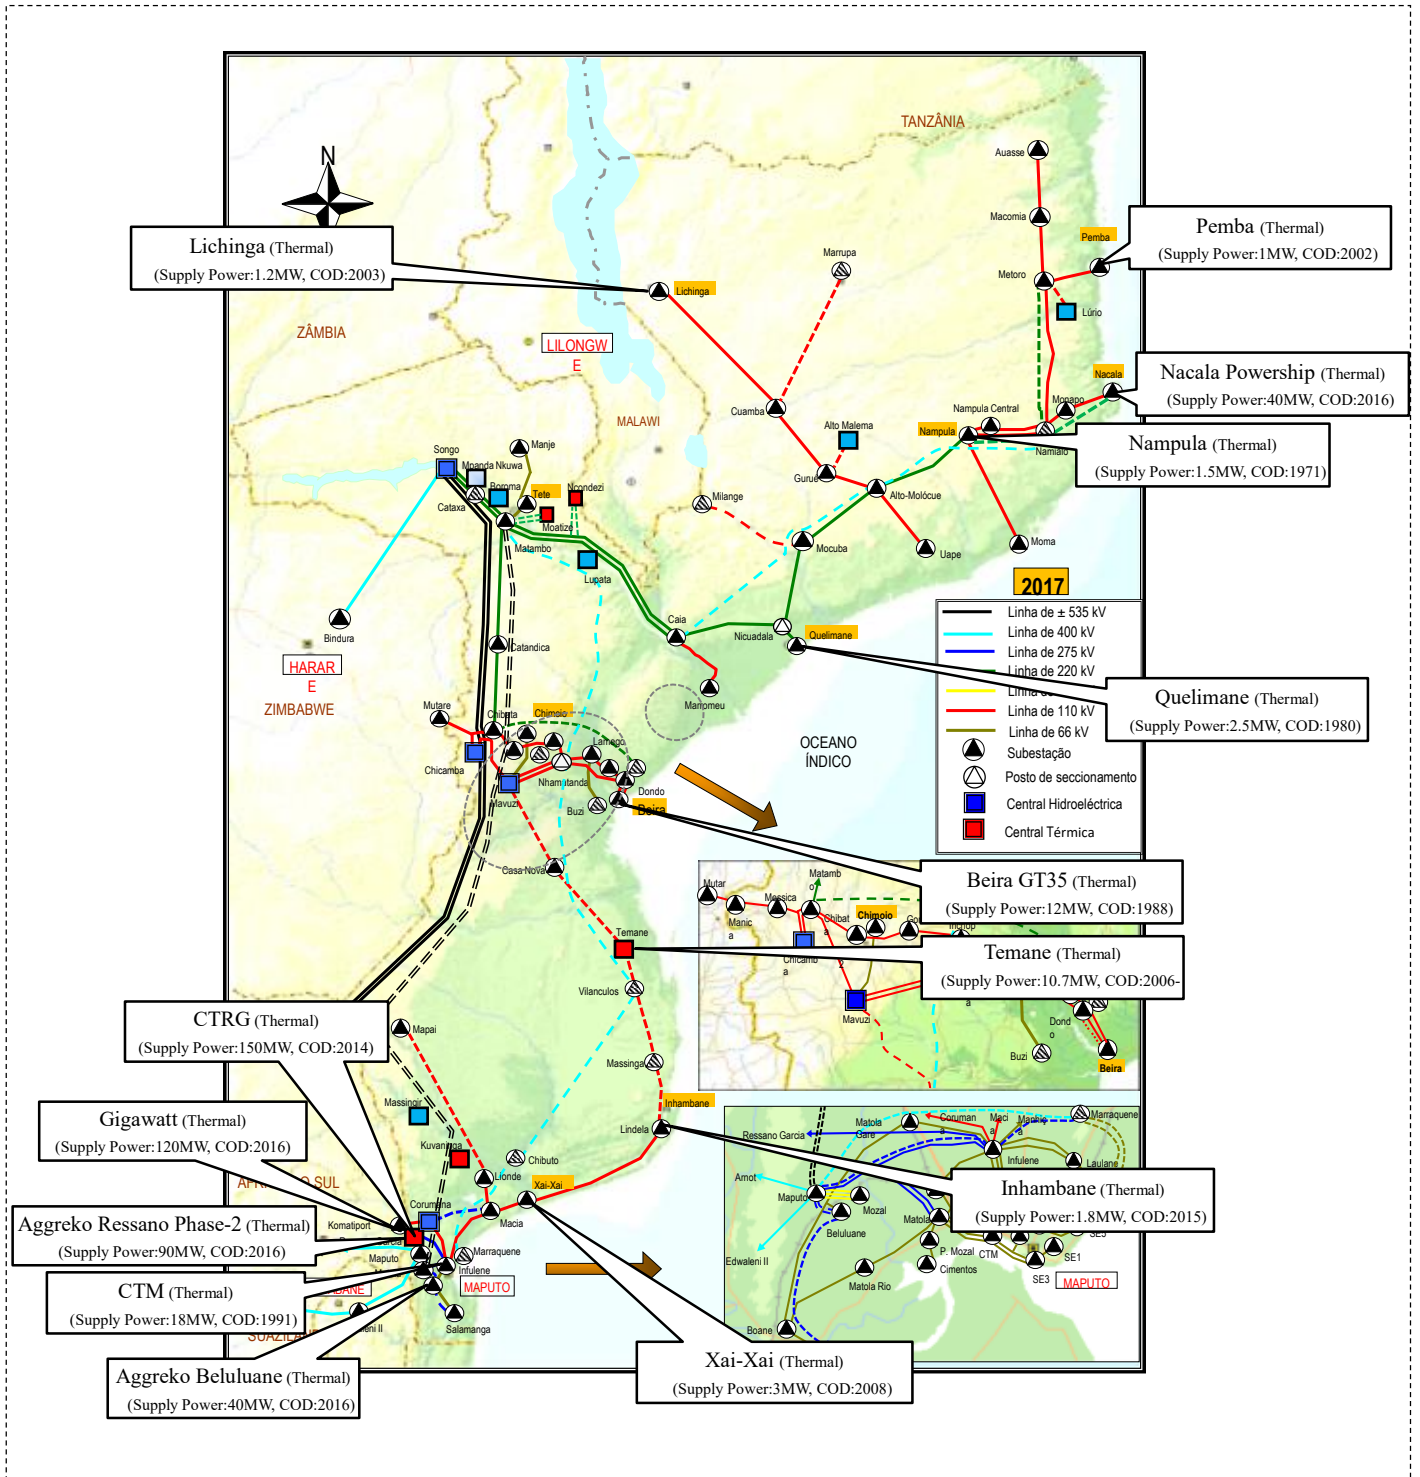 N
TANZÂNIA
Auasse
Macomia
Pemba
Metoro
Lúrio
Marrupa
Lichinga (Thermal)
(Supply Power:1.2MW, COD:2003)
Pemba (Thermal)
(Supply Power:1MW, COD:2002)
Lichinga
ZÂMBIA
LILONGW
E
MALAWI
Cuamba
Alto Malema
Nampula Central
Nampula
Monapo
Nacala
Namialo
Nacala Powership (Thermal)
(Supply Power:40MW, COD:2016)
Nampula (Thermal)
(Supply Power:1.5MW, COD:1971)
Songo
Manje
Mpanda Nkuwa
Boroma
Cataxa
Tete
Ncondezi
Moatize
Matambo
Lupata
Milange
Gurue
Alto-Molócue
Mocuba
Uape
Moma
Bindura
HARAR
E
ZIMBABWE
Catandica
Caia
Nicuadala
Quelimane
Marromeu
2017
Linha de ± 535 kV
Linha de 400 kV
Linha de 275 kV
Linha de 220 kV
Linha de 110 kV
Linha de 66 kV
Subestação
Posto de seccionamento
Central Hidroeléctrica
Central Térmica
Quelimane (Thermal)
(Supply Power:2.5MW, COD:1980)
OCEANO
ÍNDICO
Mutare
Chibata
Chimoio
Chicamba
Mavuzi
Nhamatanda
Lamego
Dondo
Buzi
Beira
Casa Nova
Beira GT35 (Thermal)
(Supply Power:12MW, COD:1988)
Temane (Thermal)
(Supply Power:10.7MW, COD:2006-
Mutar
Manic
a
Messica
Matamb
o
Chibat
a
Chimoio
Chicamb
a
2
Mavuzi
Inchop
Buzi
Dond
o
Beira
Temane
Vilanculos
Massinga
Inhambane
Lindela
Mapai
Massingir
Kuvaninga
Chibuto
Lionde
Xai-Xai
Macia
Corumana
Komatiport
Maputo
Marraquene
Infulene
MAPUTO
Salamanga
CTRG (Thermal)
(Supply Power:150MW, COD:2014)
Gigawatt (Thermal)
(Supply Power:120MW, COD:2016)
Aggreko Ressano Phase-2 (Thermal)
(Supply Power:90MW, COD:2016)
CTM (Thermal)
(Supply Power:18MW, COD:1991)
Aggreko Beluluane (Thermal)
(Supply Power:40MW, COD:2016)
Xai-Xai (Thermal)
(Supply Power:3MW, COD:2008)
Inhambane (Thermal)
(Supply Power:1.8MW, COD:2015)
Ressano Garcia
Matola
Gare
Coruman
a
Maci
a
Manhiç
a
Marraquene
Infulene
Laulane
Arnot
Maputo
Mozal
Beluluane
Matola
Edwaleni II
P. Mozal
Cimentos
CTM
SE1
SE3
SE5
Matola Rio
MAPUTO
Boane